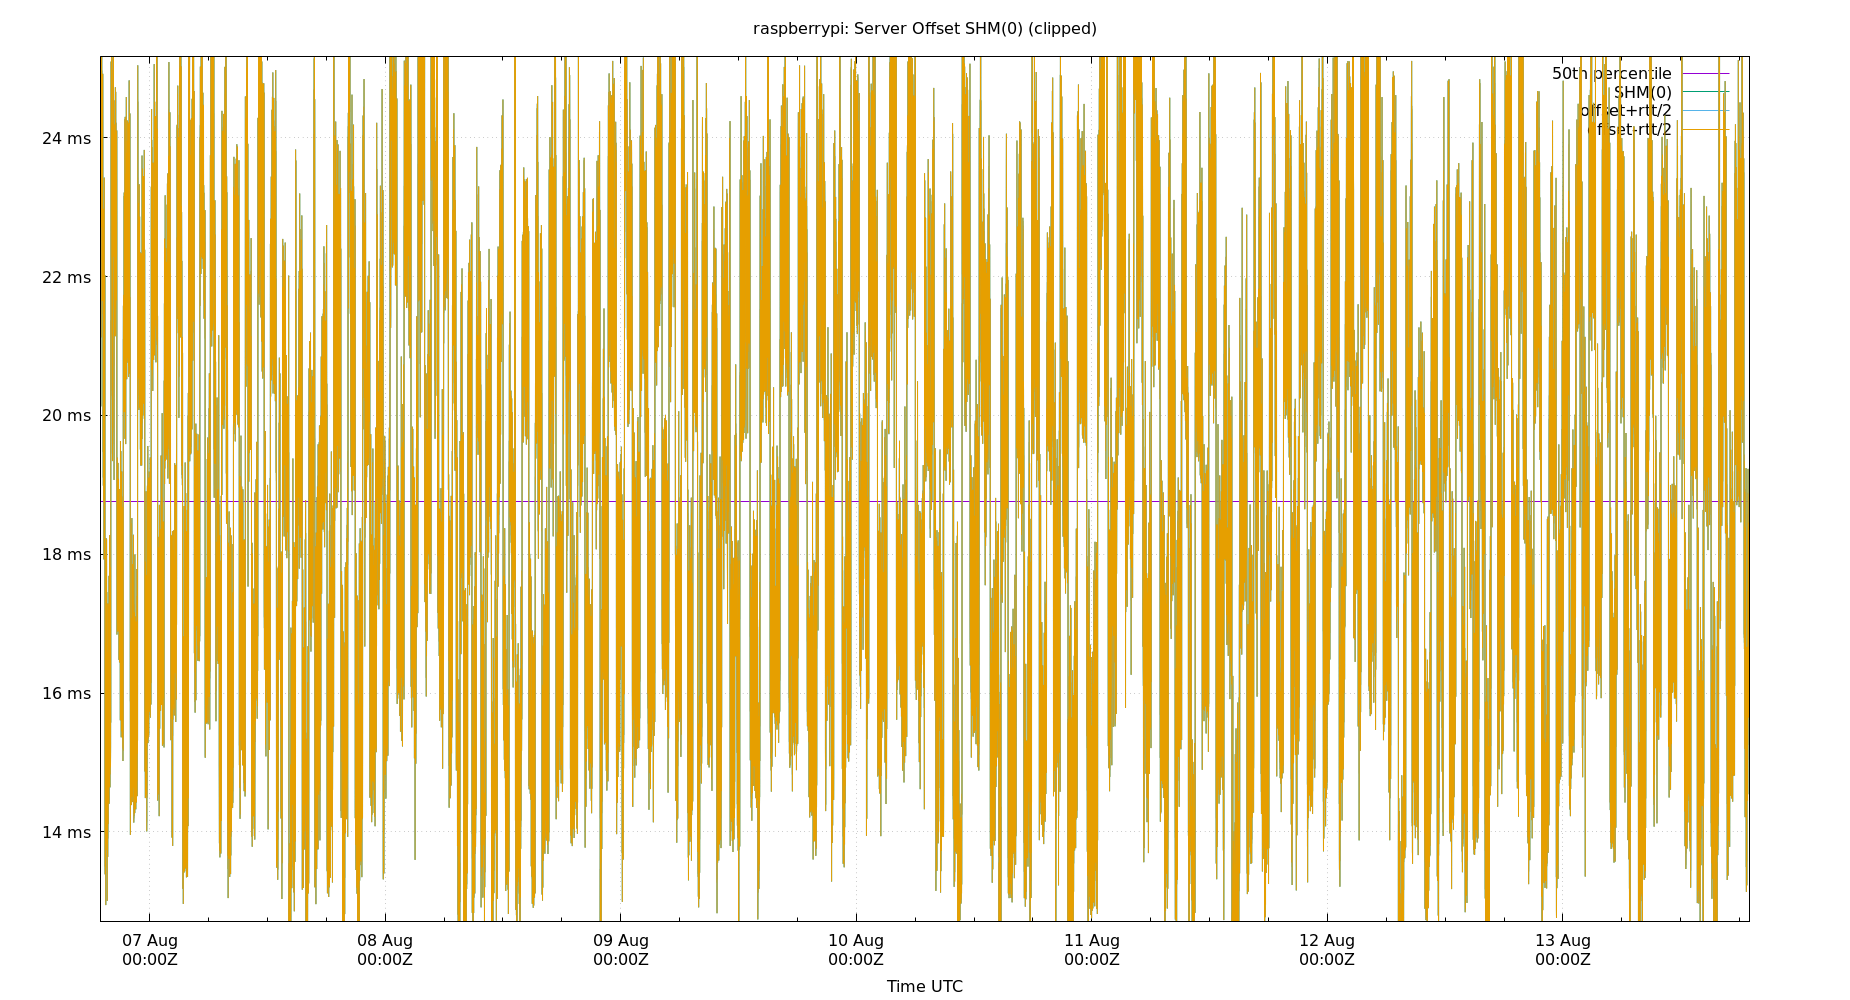 raspberrypi: Server Offset SHM(0) (clipped)
50th percentile
SHM(0)
offset+rtt/2
offset-rtt/2
24 ms
22 ms
20 ms
18 ms
16 ms
14 ms
07 Aug 08 Aug 09 Aug 10 Aug 11 Aug 12 Aug 13 Aug
00:00Z 00:00Z 00:00Z 00:00Z 00:00Z 00:00Z 00:00Z
Time UTC